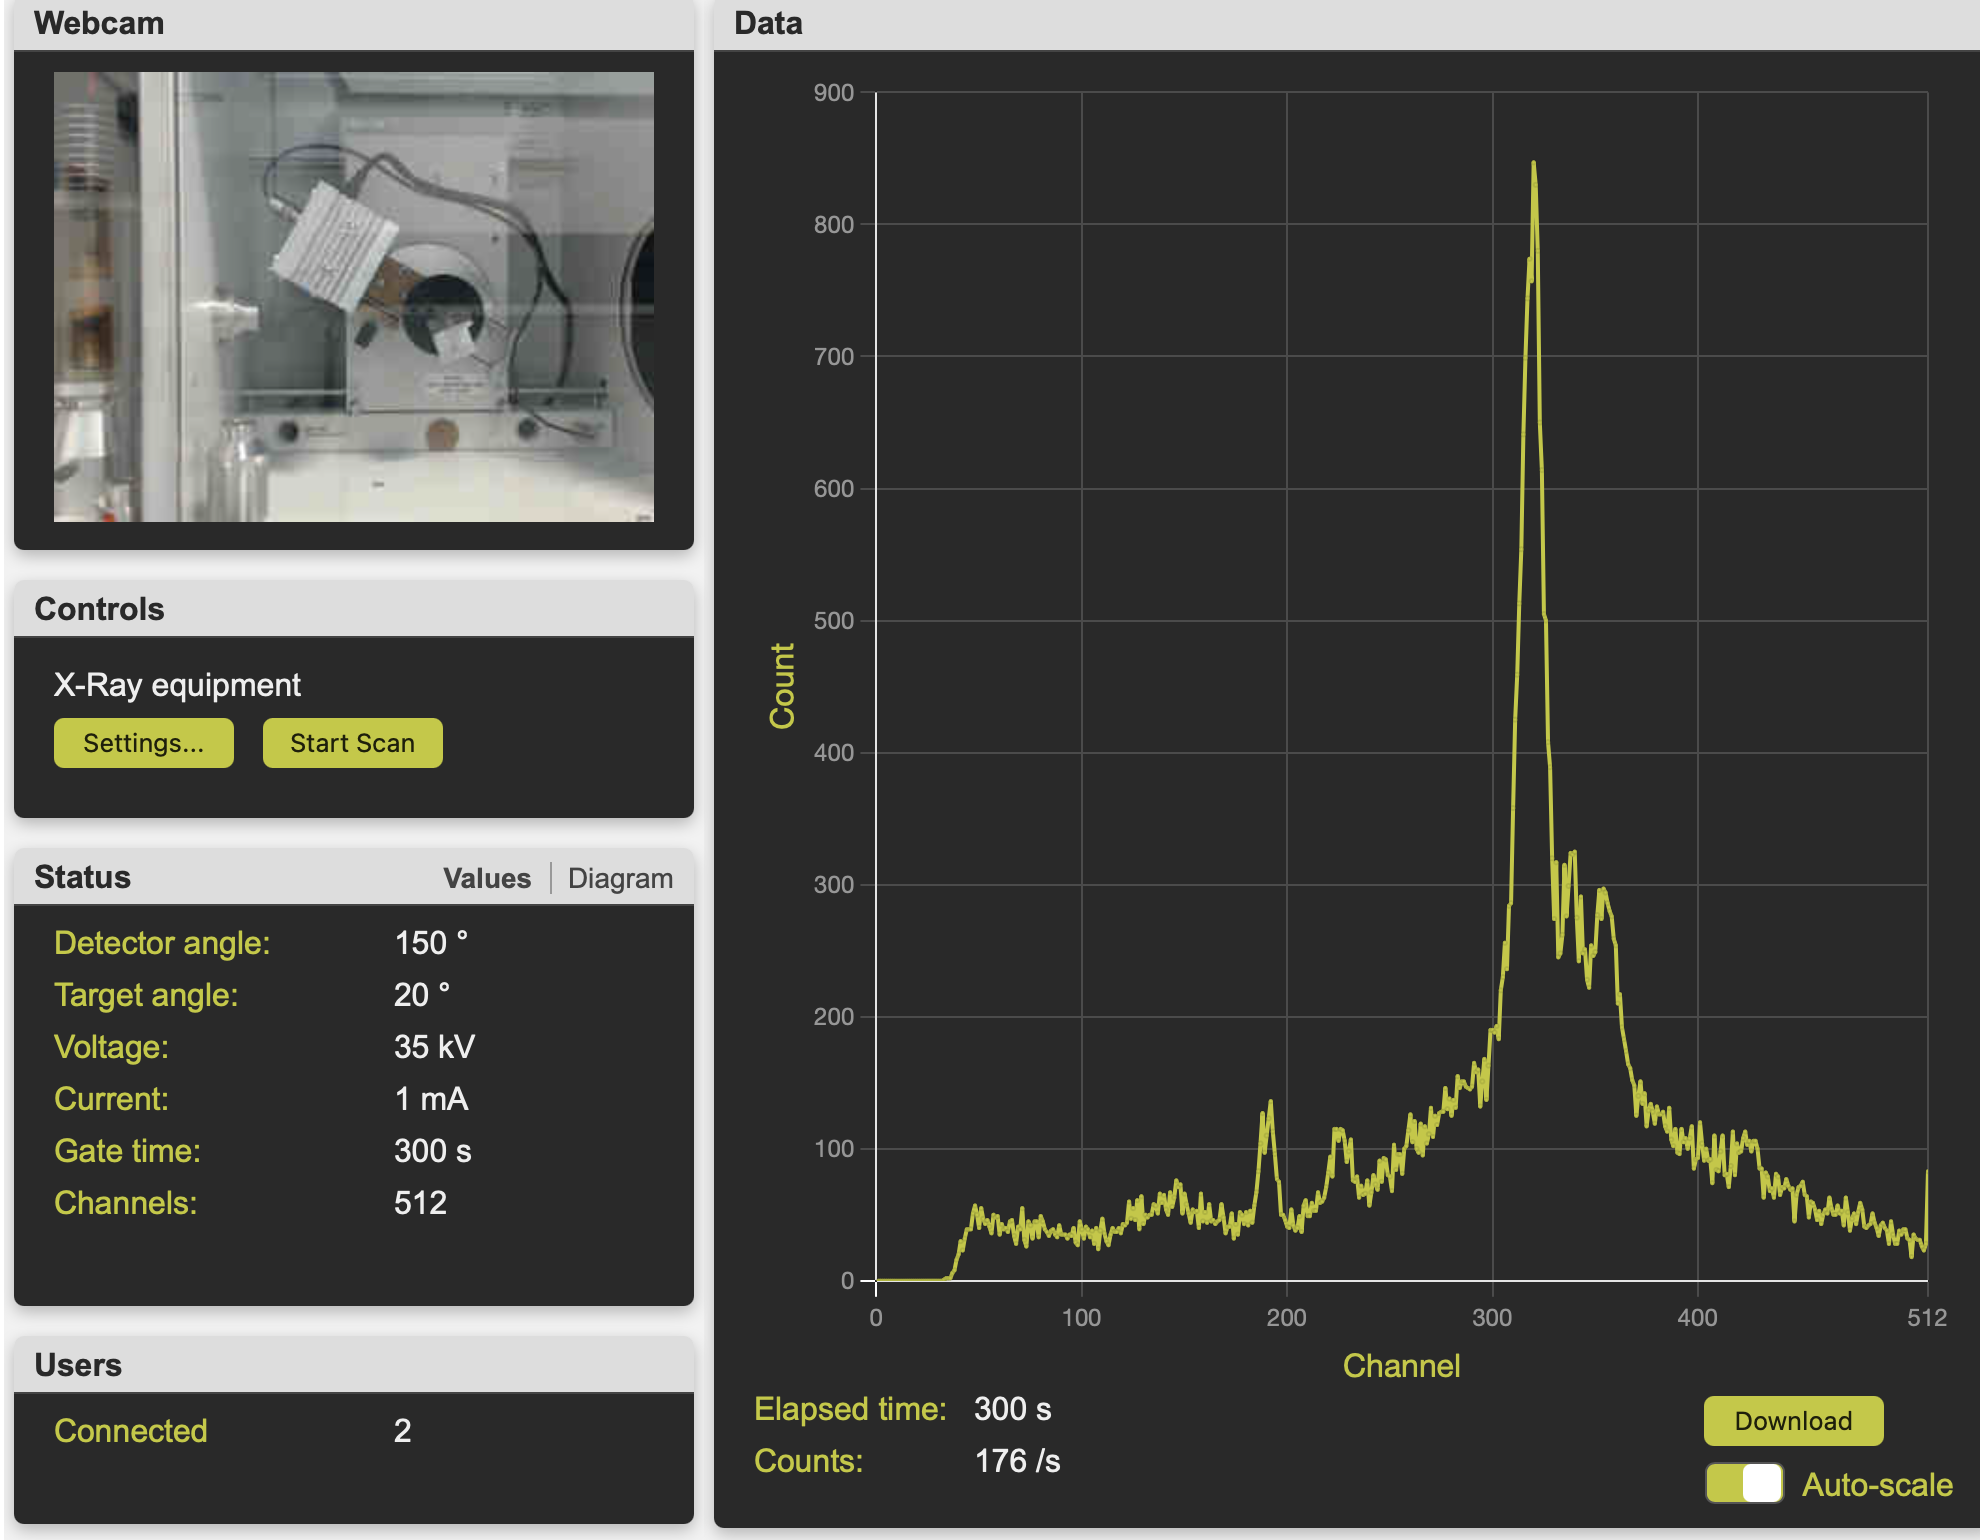 Webcam
Controls
X-Ray equipment
Settings...
Start Scan
Status
Values
Diagram
Detector angle: 150 °
Target angle: 20 °
Voltage: 35 kV
Current: 1 mA
Gate time: 300 s
Channels: 512
Users
Connected 2
Data
900
800
700
600
500
400
300
200
100
0
Count
0 100 200 300 400 512
Channel
Elapsed time: 300 s
Counts: 176 /s
Download
Auto-scale